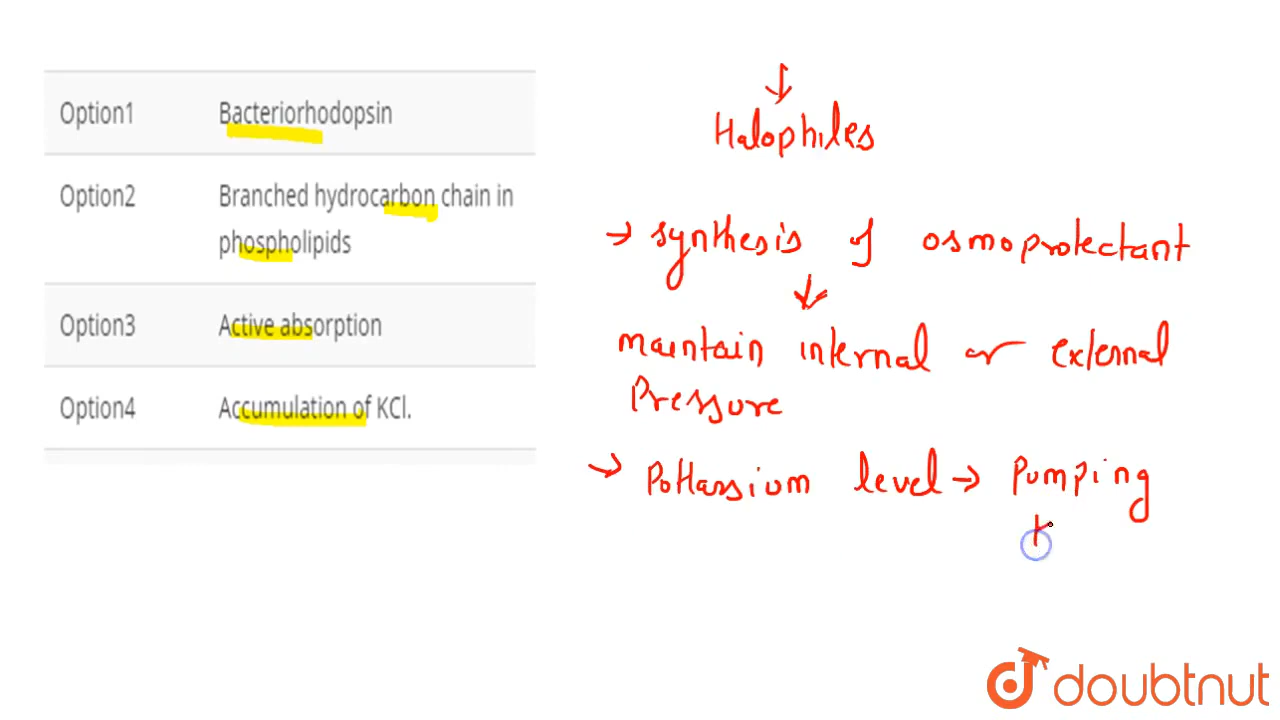 Option1 Bacteriorhodopsin
Option2 Branched hydrocarbon chain in
phospholipids
Option3 Active absorption
Option4 Accumulation of KCl.
Halophiles
→ synthesis of osmoprotectant
maintain internal or external
Pressure
→ Pottassium level → Pumping
doubtnut